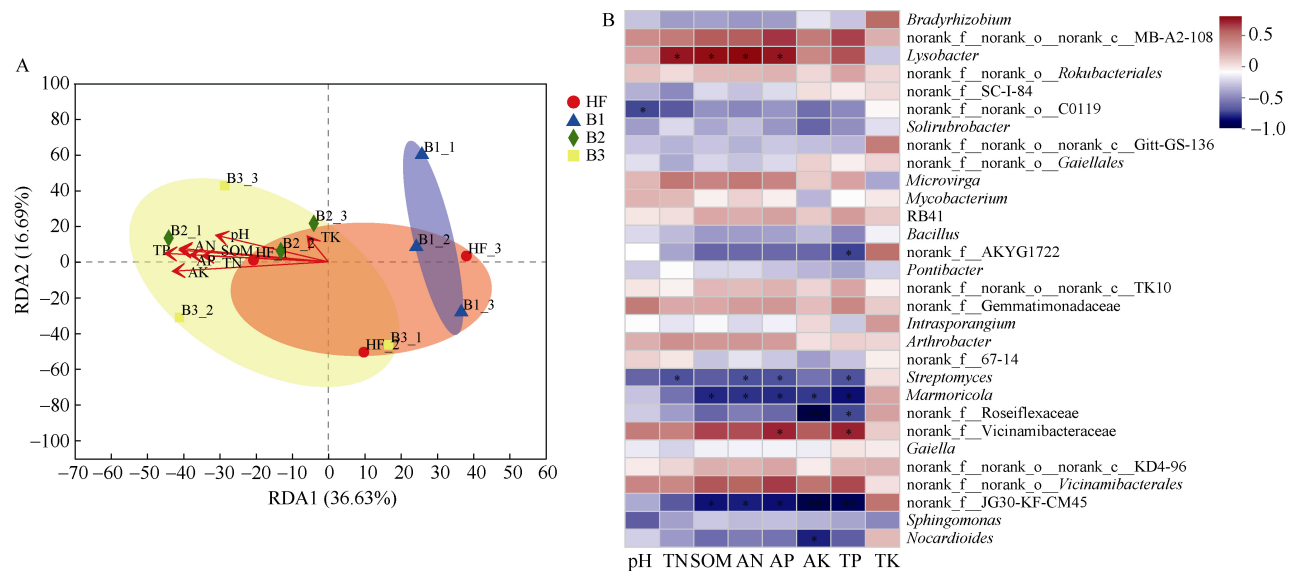 A
100
80
60
40
20
0
−20
−40
−60
−80
−100
RDA2 (16.69%)
−70 −60 −50 −40 −30 −20 −10 0 10 20 30 40 50 60
RDA1 (36.63%)
B1_1
B3_3
B2_3
B2_1
pH
TK
B1_2
AN
SOM
B2_2
TP
HF_3
AP
TN
HF
AK
B3_2
B1_3
B3_1
HF_2
HF
B1
B2
B3
B
Bradyrhizobium
norank_f__norank_o__norank_c__MB-A2-108
Lysobacter
norank_f__norank_o__Rokubacteriales
norank_f__SC-I-84
norank_f__norank_o__C0119
Solirubrobacter
norank_f__norank_o__norank_c__Gitt-GS-136
norank_f__norank_o__Gaiellales
Microvirga
Mycobacterium
RB41
Bacillus
norank_f__AKYG1722
Pontibacter
norank_f__norank_o__norank_c__TK10
norank_f__Gemmatimonadaceae
Intrasporangium
Arthrobacter
norank_f__67-14
Streptomyces
Marmoricola
norank_f__Roseiflexaceae
norank_f__Vicinamibacteraceae
Gaiella
norank_f__norank_o__norank_c__KD4-96
norank_f__norank_o__Vicinamibacterales
norank_f__JG30-KF-CM45
Sphingomonas
Nocardioides
pH TN SOM AN AP AK TP TK
0.5
0
−0.5
−1.0